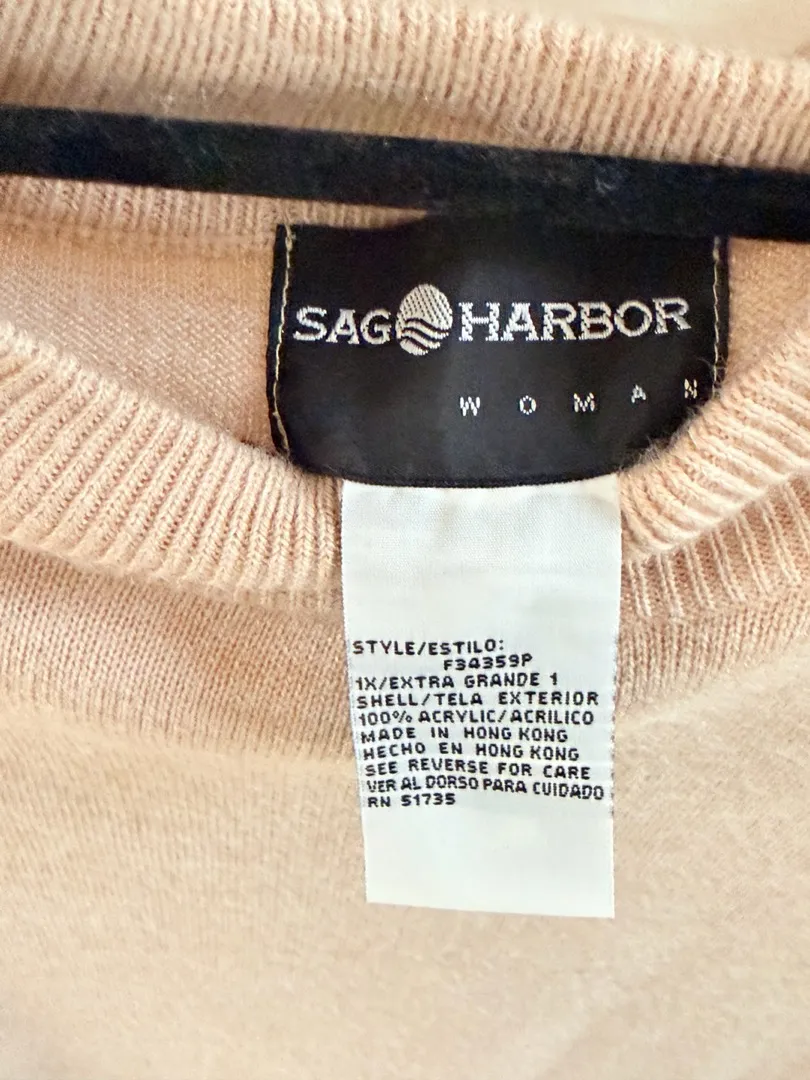 SAG HARBOR
WOMAN
STYLE/ESTILO:
F34359P
1X/EXTRA GRANDE 1
SHELL/TELA EXTERIOR
100% ACRYLIC/ACRILICO
MADE IN HONG KONG
HECHO EN HONG KONG
SEE REVERSE FOR CARE
VER AL DORSO PARA CUIDADO
RN 51735